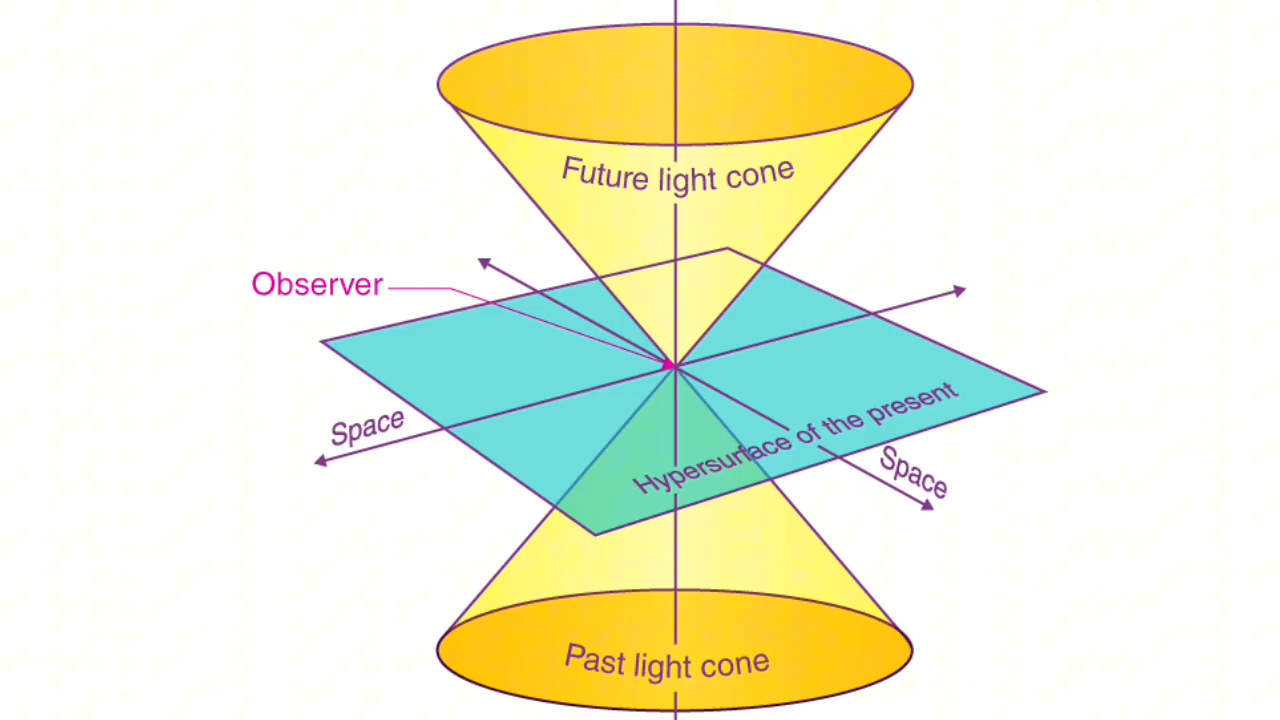 Future light cone
Observer
Space
Hypersurface of the present
Space
Past light cone